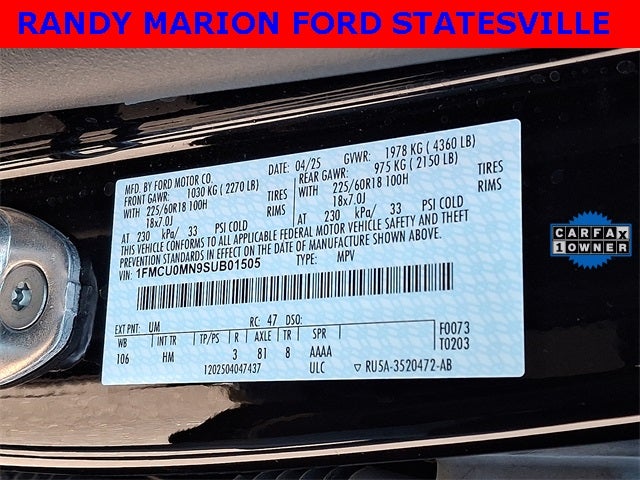 RANDY MARION FORD STATESVILLE
MFD. BY FORD MOTOR CO. DATE: 04/25 GVWR: 1978 KG ( 4360 LB)
FRONT GAWR: 1030 KG ( 2270 LB) REAR GAWR: 975 KG ( 2150 LB)
WITH 225/60R18 100H TIRES WITH 225/60R18 100H TIRES
18x7.0J RIMS 18x7.0J RIMS
AT 230 kPa/ 33 PSI COLD AT 230 kPa/ 33 PSI COLD
THIS VEHICLE CONFORMS TO ALL APPLICABLE FEDERAL MOTOR VEHICLE SAFETY AND THEFT
PREVENTION STANDARDS IN EFFECT ON THE DATE OF MANUFACTURE SHOWN ABOVE.
VIN: 1FMCU0MN9SUB01505 TYPE: MPV
EXT PNT: UM RC: 47 DSO: F0073
WB INT TR TP/PS R AXLE TR SPR T0203
106 HM 3 81 8 AAAA
1202504047437 ULC ▽ RU5A-3520472-AB
CARFAX
1 OWNER